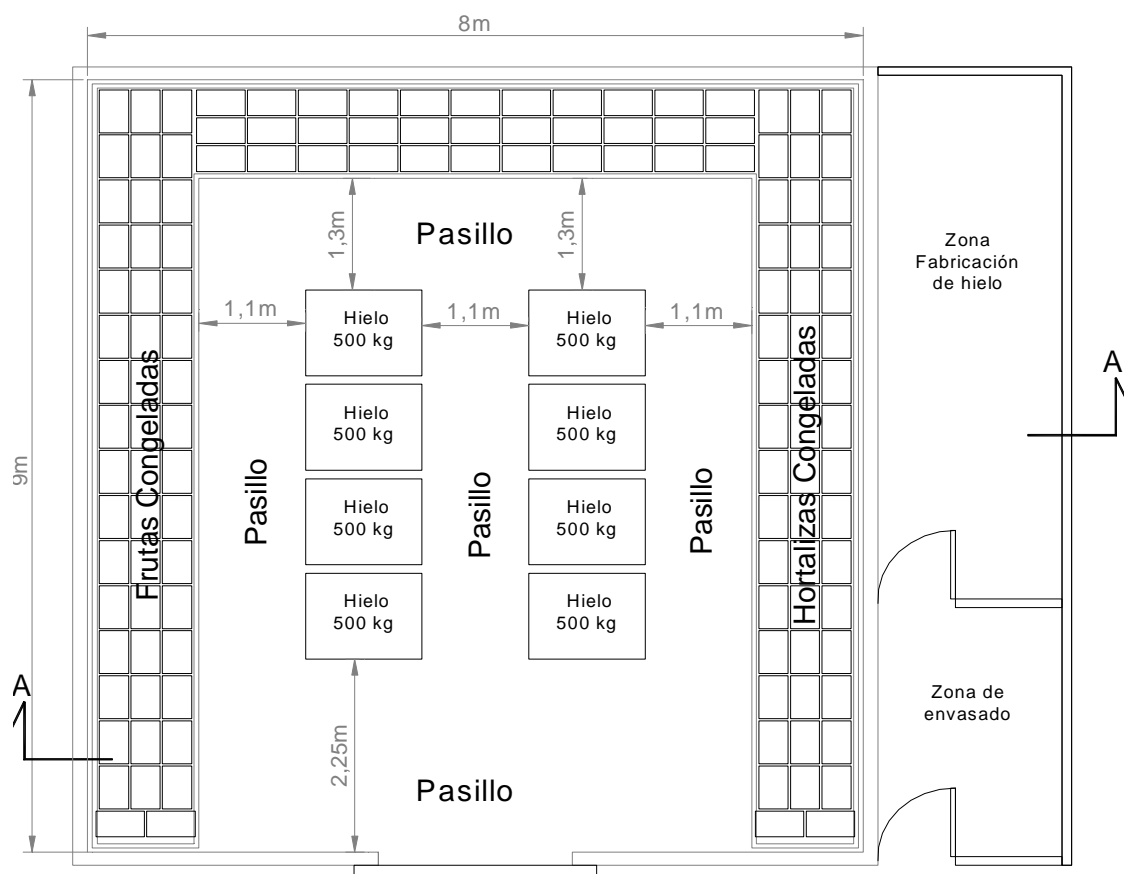 8m
9m
1,3m
Pasillo
1,3m
Zona
Fabricación
de hielo
1,1m
Hielo
500 kg
1,1m
Hielo
500 kg
1,1m
Frutas Congeladas
Hortalizas Congeladas
A
Hielo
500 kg
Hielo
500 kg
Pasillo
Pasillo
Pasillo
Hielo
500 kg
Hielo
500 kg
Hielo
500 kg
Hielo
500 kg
A
2,25m
Zona de
envasado
Pasillo